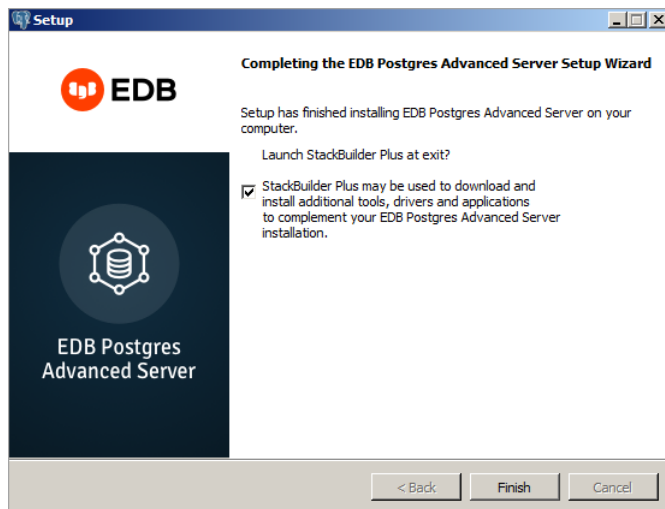 Setup
EDB
Completing the EDB Postgres Advanced Server Setup Wizard
Setup has finished installing EDB Postgres Advanced Server on your
computer.
Launch StackBuilder Plus at exit?
StackBuilder Plus may be used to download and
install additional tools, drivers and applications
to complement your EDB Postgres Advanced Server
installation.
EDB Postgres
Advanced Server
< Back
Finish
Cancel